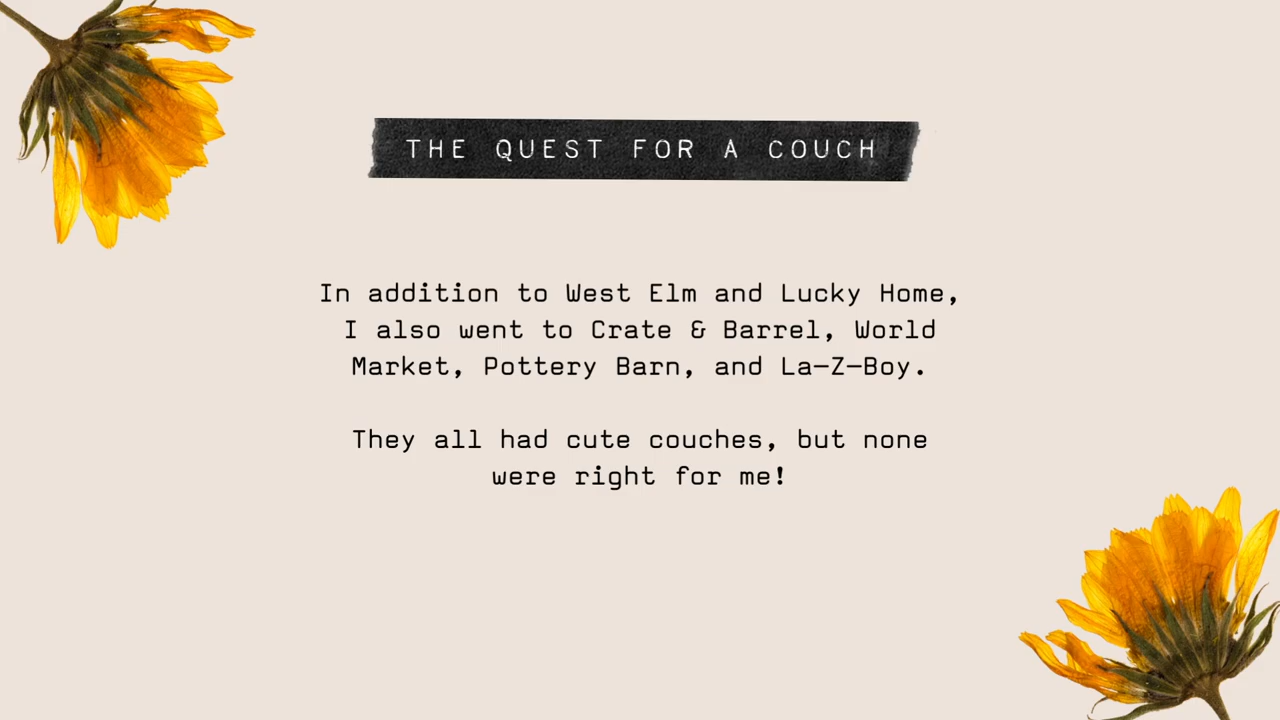 THE QUEST FOR A COUCH
In addition to West Elm and Lucky Home,
I also went to Crate & Barrel, World
Market, Pottery Barn, and La-Z-Boy.
They all had cute couches, but none
were right for me!